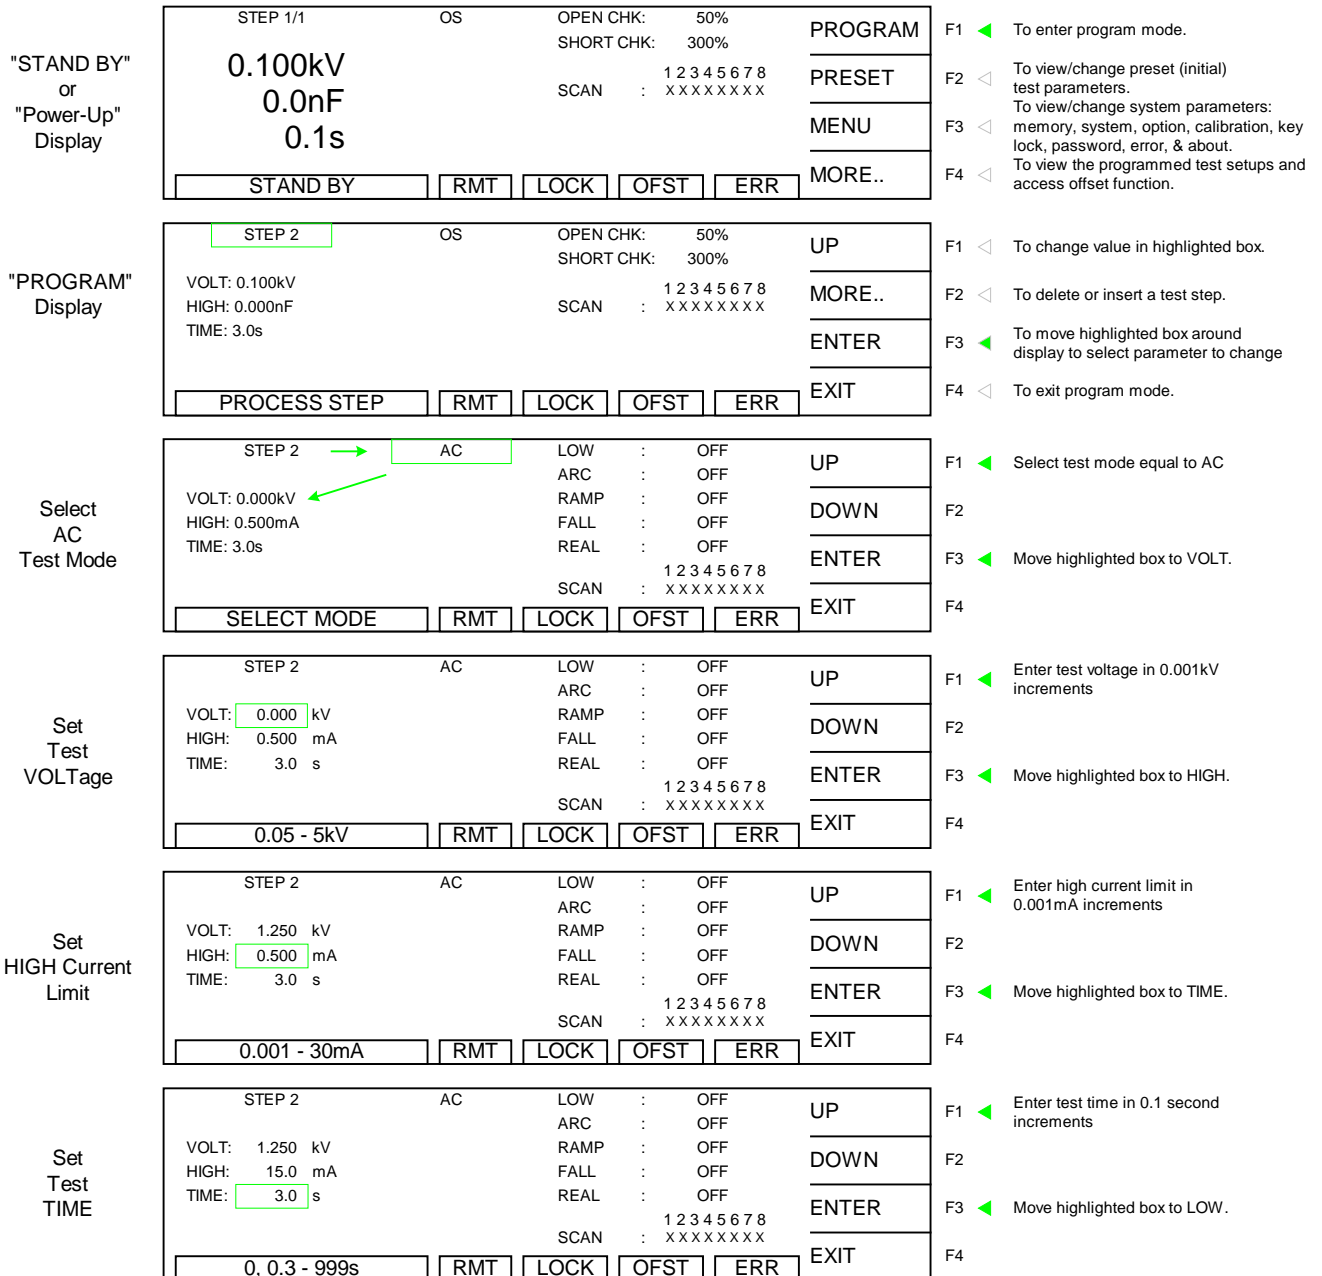 "STAND BY"
or
"Power-Up"
Display
STEP 1/1 OS OPEN CHK: 50%
SHORT CHK: 300%
0.100kV
0.0nF
0.1s
1 2 3 4 5 6 7 8
SCAN : X X X X X X X X
STAND BY RMT LOCK OFST ERR
PROGRAM F1 To enter program mode.
PRESET F2 To view/change preset (initial)
test parameters.
MENU F3 To view/change system parameters:
memory, system, option, calibration, key
lock, password, error, & about.
MORE.. F4 To view the programmed test setups and
access offset function.
"PROGRAM"
Display
STEP 2 OS OPEN CHK: 50%
SHORT CHK: 300%
VOLT: 0.100kV
HIGH: 0.000nF
TIME: 3.0s
1 2 3 4 5 6 7 8
SCAN : X X X X X X X X
PROCESS STEP RMT LOCK OFST ERR
UP F1 To change value in highlighted box.
MORE.. F2 To delete or insert a test step.
ENTER F3 To move highlighted box around
display to select parameter to change
EXIT F4 To exit program mode.
Select
AC
Test Mode
STEP 2 AC LOW : OFF
ARC : OFF
VOLT: 0.000kV RAMP : OFF
HIGH: 0.500mA FALL : OFF
TIME: 3.0s REAL : OFF
1 2 3 4 5 6 7 8
SCAN : X X X X X X X X
SELECT MODE RMT LOCK OFST ERR
UP F1 Select test mode equal to AC
DOWN F2
ENTER F3 Move highlighted box to VOLT.
EXIT F4
Set
Test
VOLTage
STEP 2 AC LOW : OFF
ARC : OFF
VOLT: 0.000 kV RAMP : OFF
HIGH: 0.500 mA FALL : OFF
TIME: 3.0 s REAL : OFF
1 2 3 4 5 6 7 8
SCAN : X X X X X X X X
0.05 - 5kV RMT LOCK OFST ERR
UP F1 Enter test voltage in 0.001kV
increments
DOWN F2
ENTER F3 Move highlighted box to HIGH.
EXIT F4
Set
HIGH Current
Limit
STEP 2 AC LOW : OFF
ARC : OFF
VOLT: 1.250 kV RAMP : OFF
HIGH: 0.500 mA FALL : OFF
TIME: 3.0 s REAL : OFF
1 2 3 4 5 6 7 8
SCAN : X X X X X X X X
0.001 - 30mA RMT LOCK OFST ERR
UP F1 Enter high current limit in
0.001mA increments
DOWN F2
ENTER F3 Move highlighted box to TIME.
EXIT F4
Set
Test
TIME
STEP 2 AC LOW : OFF
ARC : OFF
VOLT: 1.250 kV RAMP : OFF
HIGH: 15.0 mA FALL : OFF
TIME: 3.0 s REAL : OFF
1 2 3 4 5 6 7 8
SCAN : X X X X X X X X
0, 0.3 - 999s RMT LOCK OFST ERR
UP F1 Enter test time in 0.1 second
increments
DOWN F2
ENTER F3 Move highlighted box to LOW.
EXIT F4